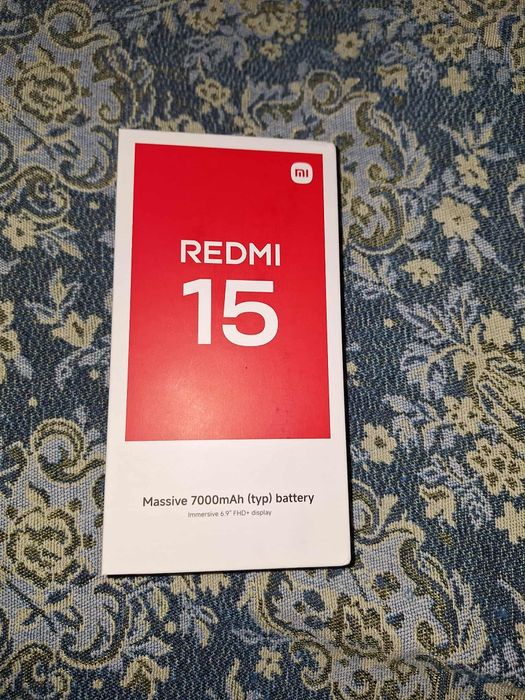 mi
REDMI
15
Massive 7000mAh (typ) battery
Immersive 6.9" FHD+ display